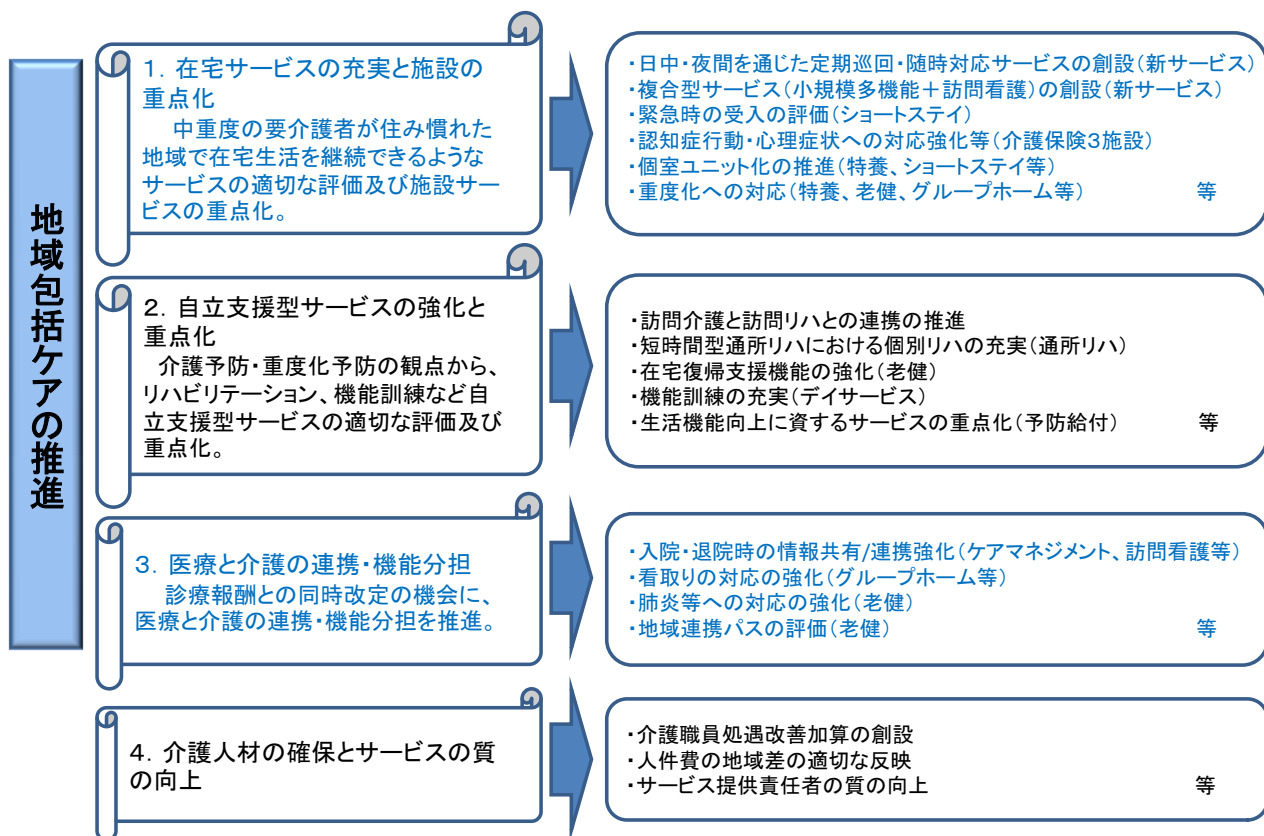 地域包括ケアの推進
1．在宅サービスの充実と施設の
重点化
中重度の要介護者が住み慣れた
地域で在宅生活を継続できるような
サービスの適切な評価及び施設サー
ビスの重点化。
・日中・夜間を通じた定期巡回・随時対応サービスの創設（新サービス）
・複合型サービス（小規模多機能＋訪問看護）の創設（新サービス）
・緊急時の受入の評価（ショートステイ）
・認知症行動・心理症状への対応強化等（介護保険3施設）
・個室ユニット化の推進（特養、ショートステイ等）
・重度化への対応（特養、老健、グループホーム等） 等
2．自立支援型サービスの強化と
重点化
介護予防・重度化予防の観点から、
リハビリテーション、機能訓練など自
立支援型サービスの適切な評価及び
重点化。
・訪問介護と訪問リハとの連携の推進
・短時間型通所リハにおける個別リハの充実（通所リハ）
・在宅復帰支援機能の強化（老健）
・機能訓練の充実（デイサービス）
・生活機能向上に資するサービスの重点化（予防給付） 等
3．医療と介護の連携・機能分担
診療報酬との同時改定の機会に、
医療と介護の連携・機能分担を推進。
・入院・退院時の情報共有/連携強化（ケアマネジメント、訪問看護等）
・看取りの対応の強化（グループホーム等）
・肺炎等への対応の強化（老健）
・地域連携パスの評価（老健） 等
4．介護人材の確保とサービスの質
の向上
・介護職員処遇改善加算の創設
・人件費の地域差の適切な反映
・サービス提供責任者の質の向上 等